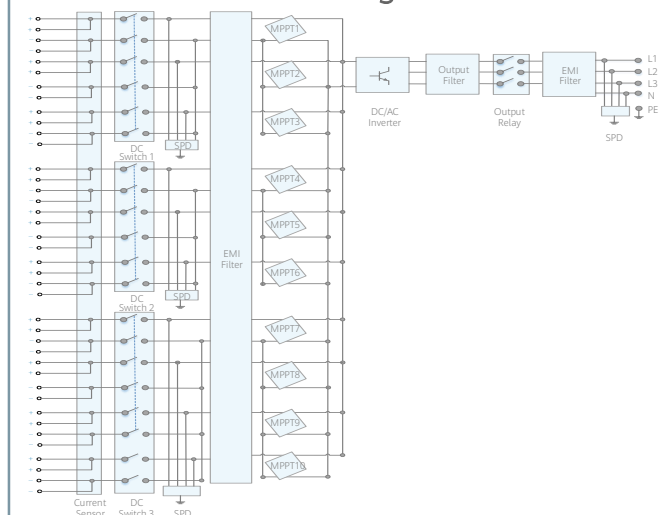 MPPT1
MPPT2
MPPT3
MPPT4
MPPT5
MPPT6
MPPT7
MPPT8
MPPT9
MPPT10
DC
Switch 1
SPD
DC
Switch 2
SPD
Current
Sensor
DC
Switch 3
SPD
EMI
Filter
DC/AC
Inverter
Output
Filter
Output
Relay
EMI
Filter
SPD
L1
L2
L3
N
PE